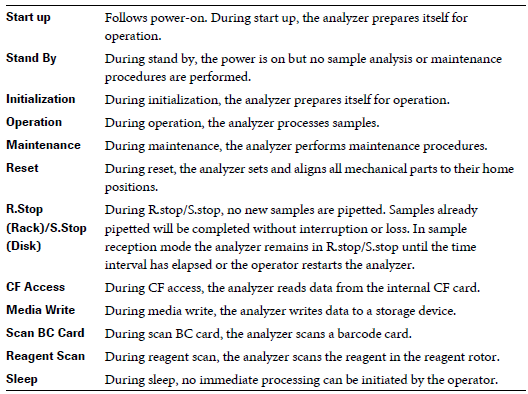 Start up Follows power-on. During start up, the analyzer prepares itself for
operation.
Stand By During stand by, the power is on but no sample analysis or maintenance
procedures are performed.
Initialization During initialization, the analyzer prepares itself for operation.
Operation During operation, the analyzer processes samples.
Maintenance During maintenance, the analyzer performs maintenance procedures.
Reset During reset, the analyzer sets and aligns all mechanical parts to their home
positions.
R.Stop During R.stop/S.stop, no new samples are pipetted. Samples already
(Rack)/S.Stop pipetted will be completed without interruption or loss. In sample
(Disk) reception mode the analyzer remains in R.stop/S.stop until the time
interval has elapsed or the operator restarts the analyzer.
CF Access During CF access, the analyzer reads data from the internal CF card.
Media Write During media write, the analyzer writes data to a storage device.
Scan BC Card During scan BC card, the analyzer scans a barcode card.
Reagent Scan During reagent scan, the analyzer scans the reagent in the reagent rotor.
Sleep During sleep, no immediate processing can be initiated by the operator.